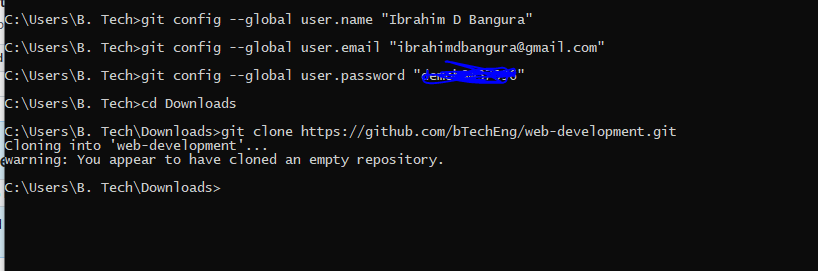 C:\Users\B. Tech>git config --global user.name "Ibrahim D Bangura"
C:\Users\B. Tech>git config --global user.email "ibrahimdbangura@gmail.com"
C:\Users\B. Tech>git config --global user.password "
C:\Users\B. Tech>cd Downloads
C:\Users\B. Tech\Downloads>git clone https://github.com/bTechEng/web-development.git
Cloning into 'web-development'...
warning: You appear to have cloned an empty repository.
C:\Users\B. Tech\Downloads>